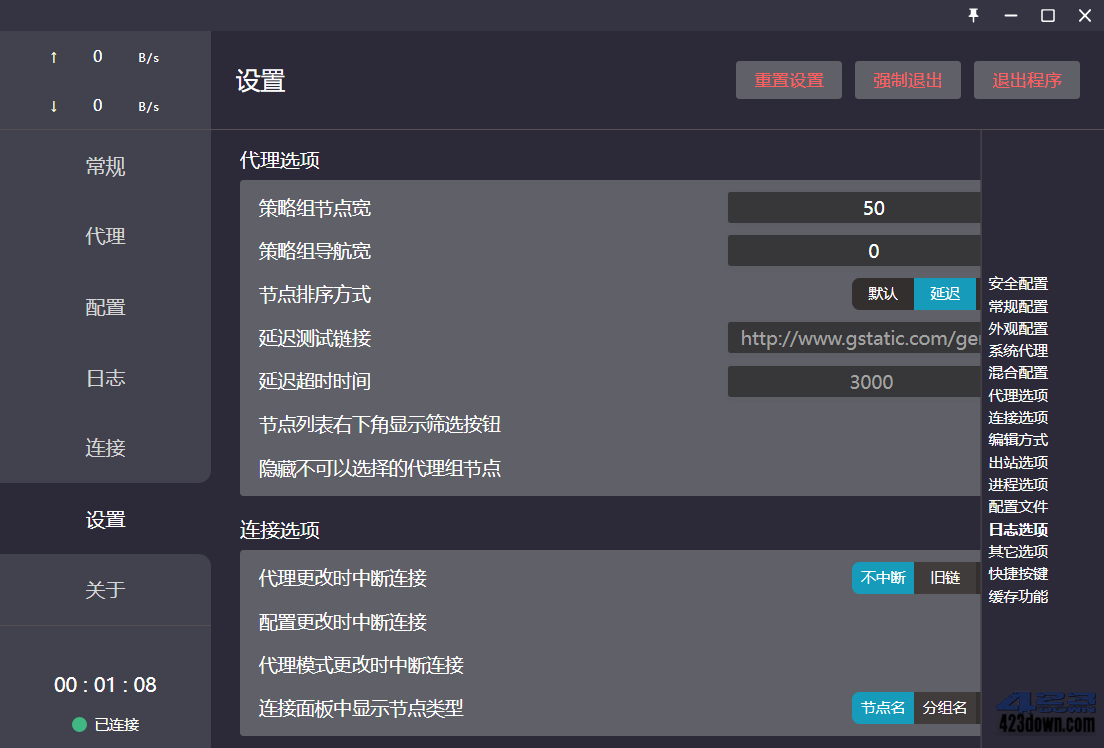 ↑ 0 B/s
↓ 0 B/s
常规
代理
配置
日志
连接
设置
关于
00 : 01 : 08
已连接
设置
重置设置 强制退出 退出程序
代理选项
策略组节点宽 50
策略组导航宽 0
节点排序方式 默认 延迟
延迟测试链接 http://www.gstatic.com/ge
延迟超时时间 3000
节点列表右下角显示筛选按钮
隐藏不可以选择的代理组节点
连接选项
代理更改时中断连接 不中断 旧链
配置更改时中断连接
代理模式更改时中断连接
连接面板中显示节点类型 节点名 分组名
安全配置
常规配置
外观配置
系统代理
混合配置
代理选项
连接选项
编辑方式
出站选项
进程选项
配置文件
日志选项
其它选项
快捷按键
缓存功能
423down.com